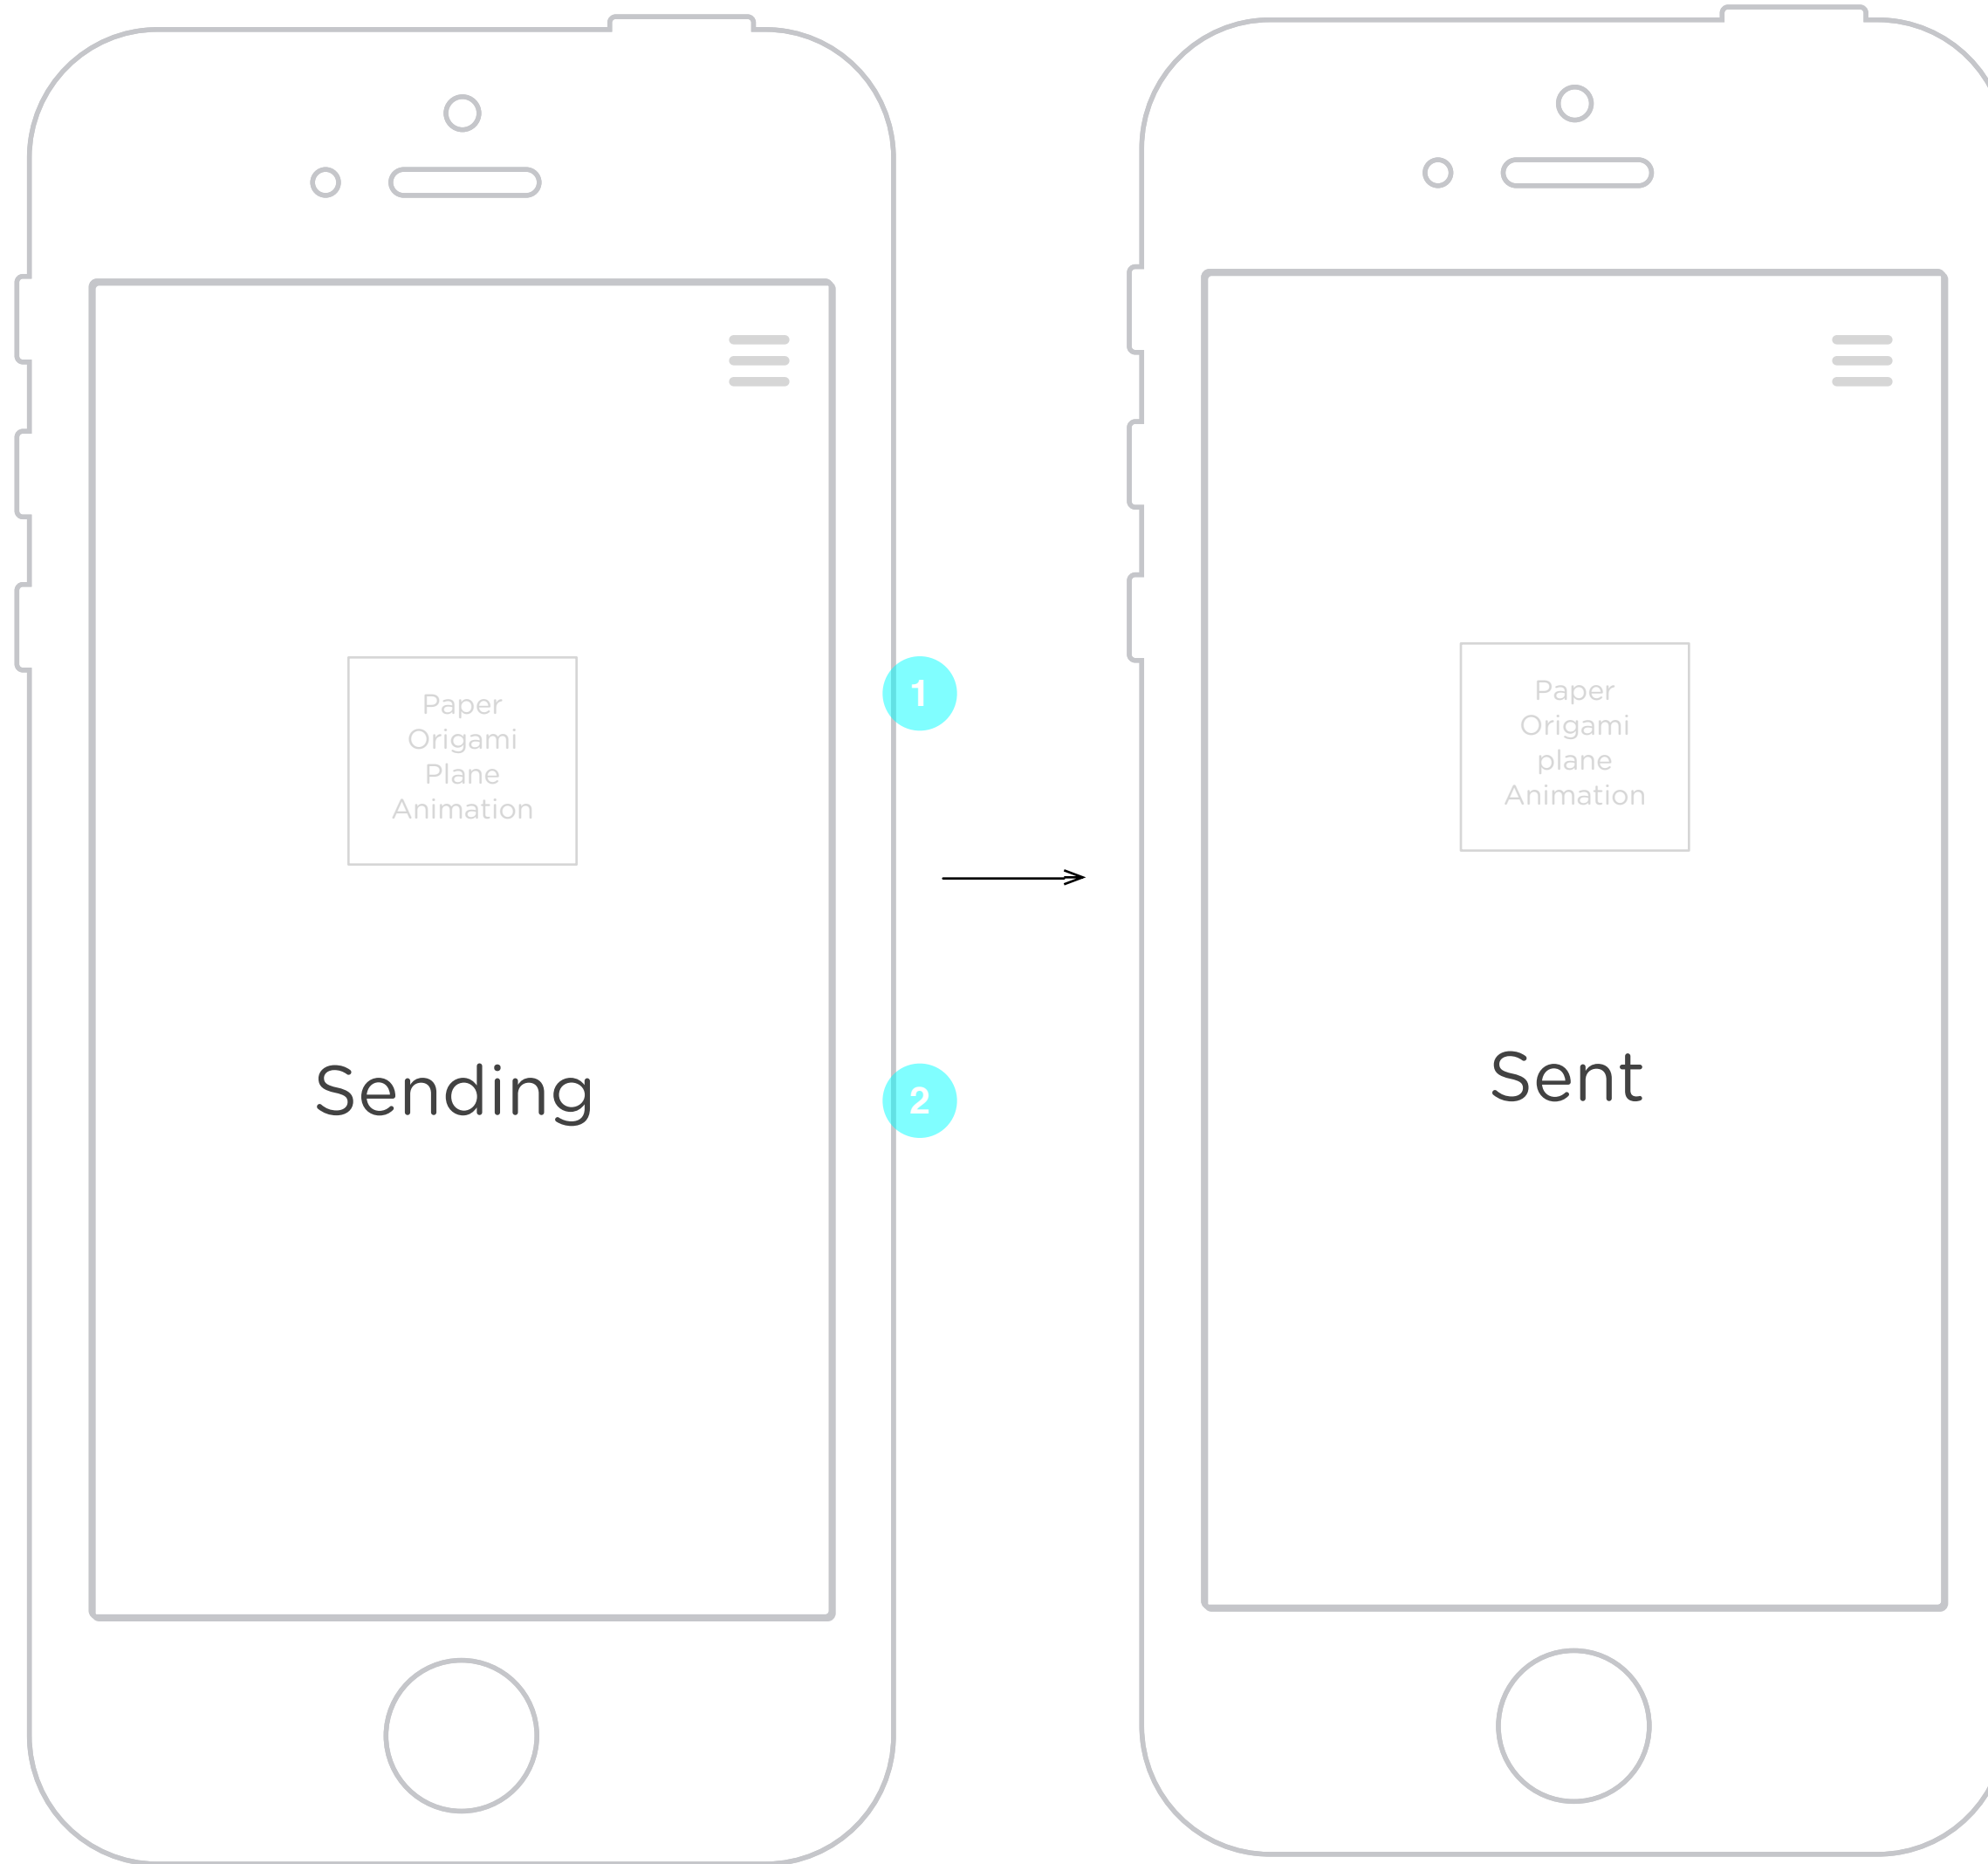 Paper
Origami
Plane
Animation
Sending
1
2
Paper
Origami
plane
Animation
Sent